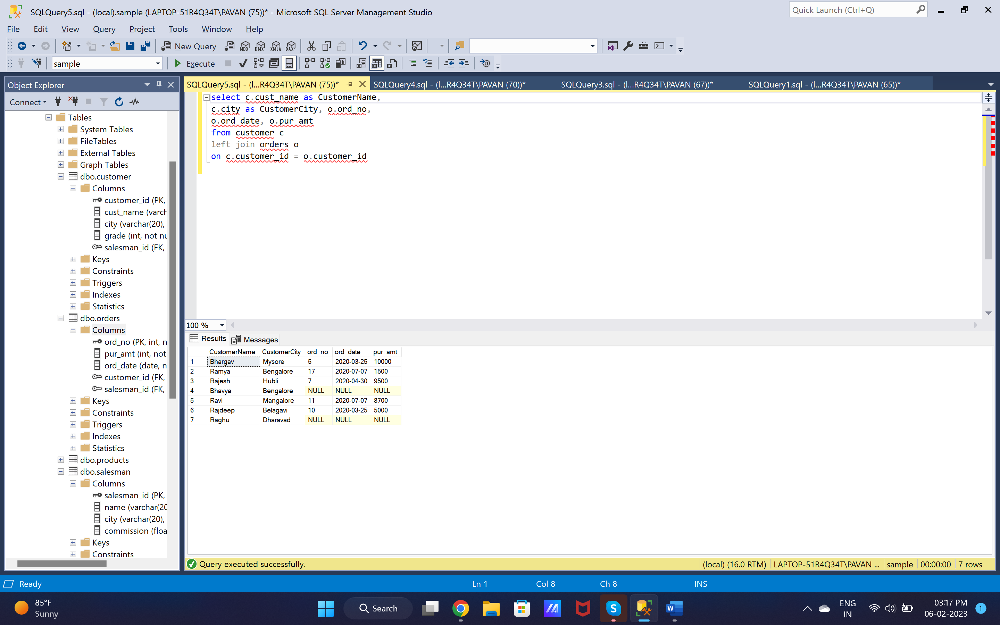 SQLQuery5.sql - (local).sample (LAPTOP-51R4Q34T\PAVAN (75))* - Microsoft SQL Server Management Studio
Quick Launch (Ctrl+Q)
File Edit View Query Project Tools Window Help
New Query MDX DMX XMLA DAX
sample Execute
Object Explorer
SQLQuery5.sql - (l...R4Q34T\PAVAN (75))* SQLQuery4.sql - (l...R4Q34T\PAVAN (70))* SQLQuery3.sql - (l...R4Q34T\PAVAN (67))* SQLQuery1.sql - (l...R4Q34T\PAVAN (65))*
Connect
Tables
System Tables
FileTables
External Tables
Graph Tables
dbo.customer
Columns
customer_id (PK,
cust_name (varch
city (varchar(20),
grade (int, not nu
salesman_id (FK,
Keys
Constraints
Triggers
Indexes
Statistics
dbo.orders
Columns
ord_no (PK, int, n
pur_amt (int, not
ord_date (date, n
customer_id (FK,
salesman_id (FK,
Keys
Constraints
Triggers
Indexes
Statistics
dbo.products
dbo.salesman
Columns
salesman_id (PK,
name (varchar(20
city (varchar(20),
commission (floa
Keys
Constraints
select c.cust_name as CustomerName,
c.city as CustomerCity, o.ord_no,
o.ord_date, o.pur_amt
from customer c
left join orders o
on c.customer_id = o.customer_id
100 %
Results Messages
CustomerName CustomerCity ord_no ord_date pur_amt
1 Bhargav Mysore 5 2020-03-25 10000
2 Ramya Bengalore 17 2020-07-07 1500
3 Rajesh Hubli 7 2020-04-30 9500
4 Bhavya Bengalore NULL NULL NULL
5 Ravi Mangalore 11 2020-07-07 8700
6 Rajdeep Belagavi 10 2020-03-25 5000
7 Raghu Dharavad NULL NULL NULL
Query executed successfully. (local) (16.0 RTM) LAPTOP-51R4Q34T\PAVAN ... sample 00:00:00 7 rows
Ready Ln 1 Col 8 Ch 8 INS
85°F
Sunny
Search
ENG
IN
03:17 PM
06-02-2023
1